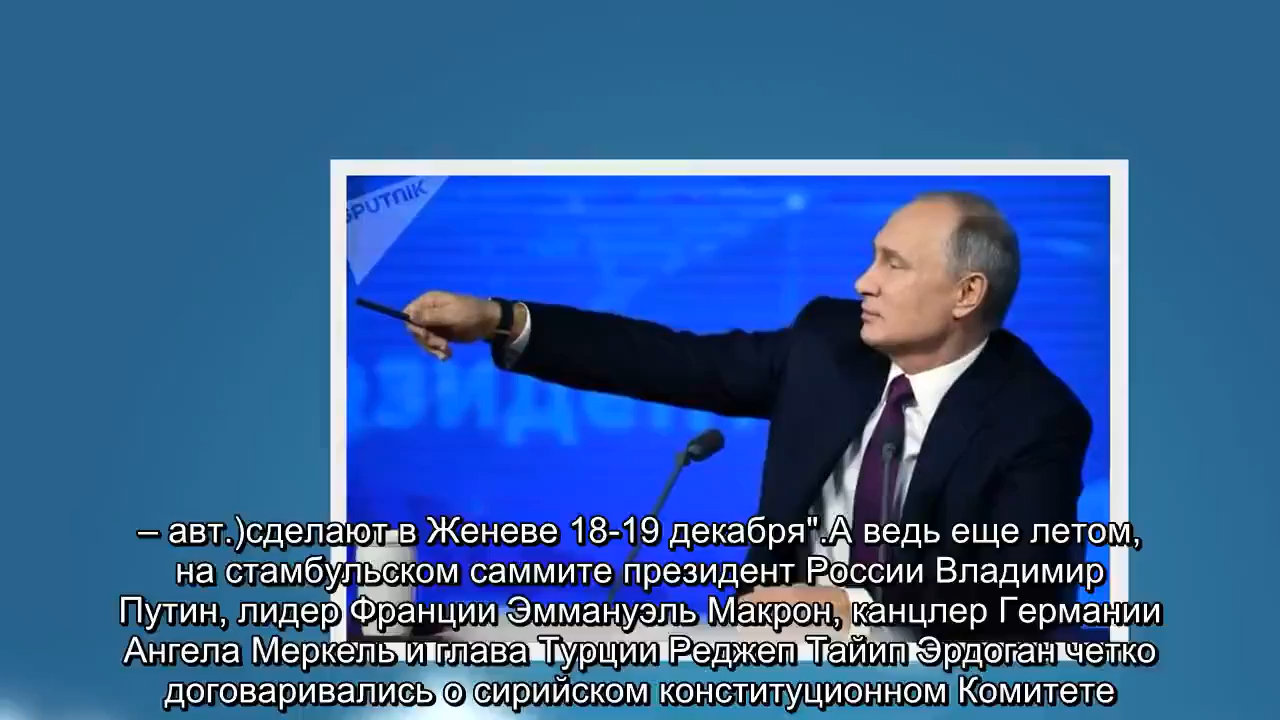 SPUTNIK
– авт.)сделают в Женеве 18-19 декабря".А ведь еще летом,
на стамбульском саммите президент России Владимир
Путин, лидер Франции Эммануэль Макрон, канцлер Германии
Ангела Меркель и глава Турции Реджеп Тайип Эрдоган четко
договаривались о сирийском конституционном Комитете